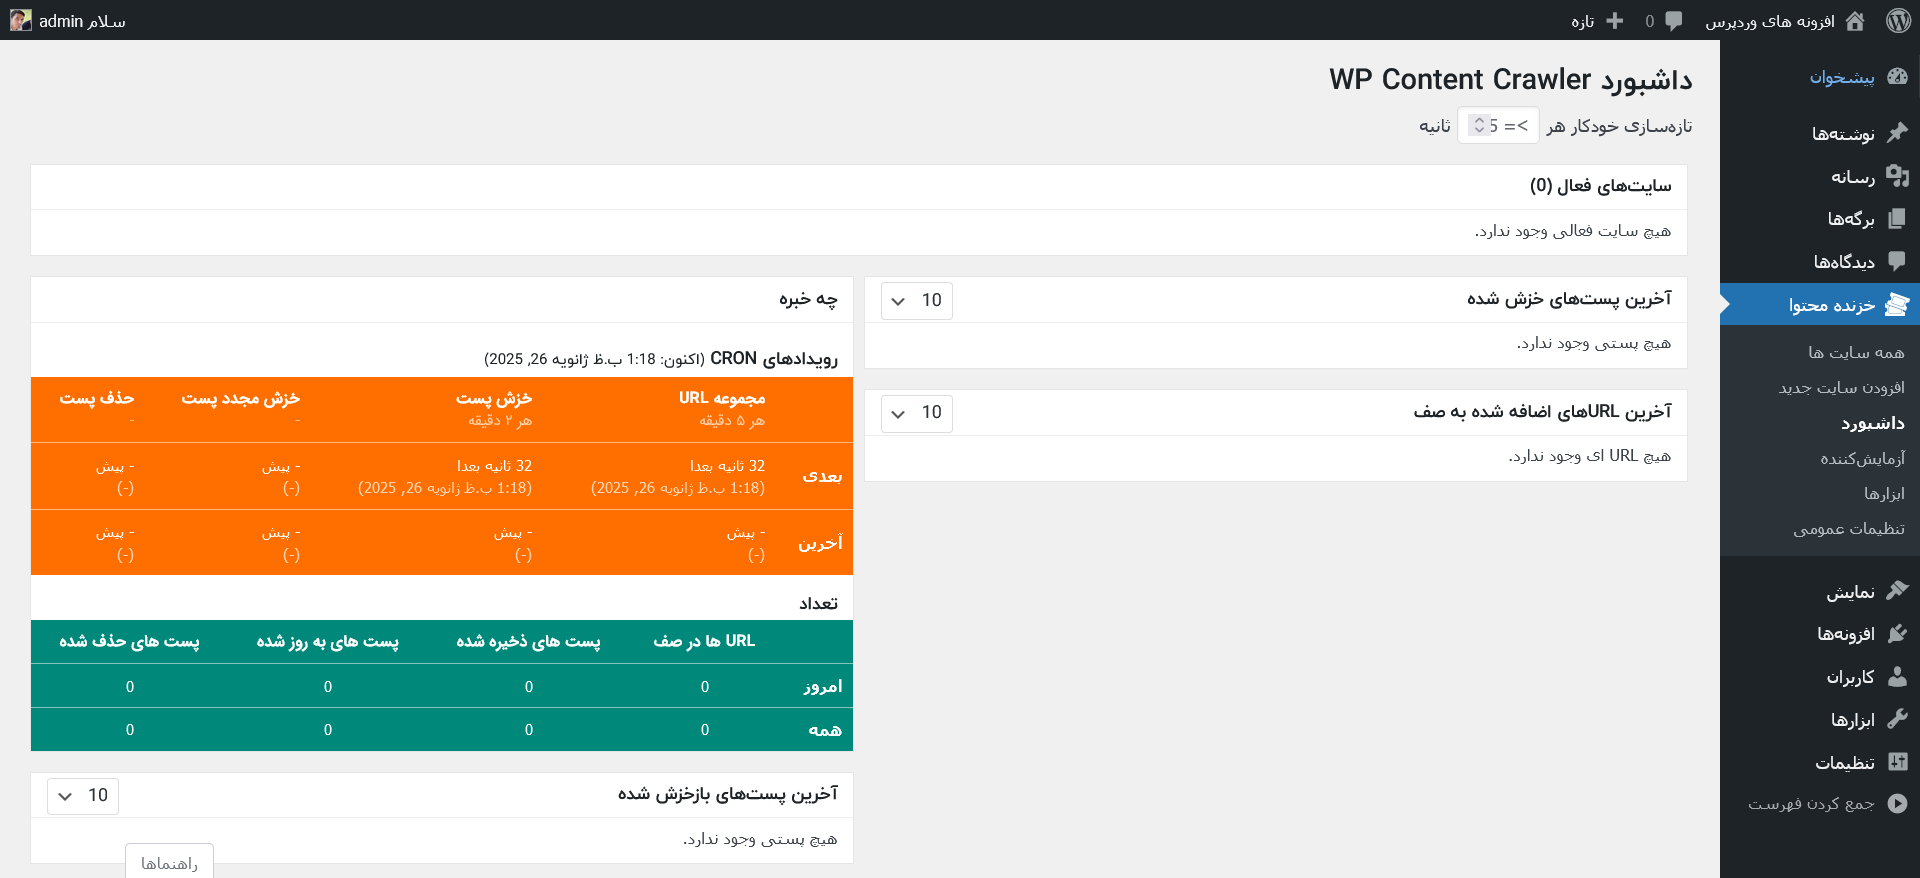 افزونه های وردپرس
0
تازه
سلام admin
پیشخوان
نوشته‌ها
رسانه
برگه‌ها
دیدگاه‌ها
خزنده محتوا
همه سایت ها
افزودن سایت جدید
داشبورد
آزمایش‌کننده
ابزارها
تنظیمات عمومی
نمایش
افزونه‌ها
کاربران
ابزارها
تنظیمات
جمع کردن فهرست
داشبورد WP Content Crawler
تازه‌سازی خودکار هر >= 5 ثانیه
سایت‌های فعال (0)
هیچ سایت فعالی وجود ندارد.
آخرین پست‌های خزش شده
10
هیچ پستی وجود ندارد.
آخرین URLهای اضافه شده به صف
10
هیچ URL ای وجود ندارد.
چه خبره
رویدادهای CRON (اکنون: 1:18 ب.ظ ژانویه 26, 2025)
مجموعه URL خزش پست خزش مجدد پست حذف پست
هر ۵ دقیقه هر ۲ دقیقه - -
بعدی
32 ثانیه بعدا 32 ثانیه بعدا - پیش - پیش
(1:18 ب.ظ ژانویه 26, 2025) (1:18 ب.ظ ژانویه 26, 2025) (-) (-)
آخرین
- پیش - پیش - پیش - پیش
(-) (-) (-) (-)
تعداد
URL ها در صف پست های ذخیره شده پست های به روز شده پست های حذف شده
امروز 0 0 0 0
همه 0 0 0 0
آخرین پست‌های بازخزش شده
10
هیچ پستی وجود ندارد.
راهنماها